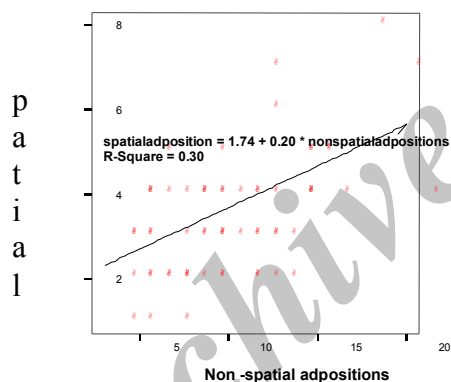 8
6
4
2
p
a
t
i
a
l
spatialadposition = 1.74 + 0.20 * nonspatialadpositions
R-Square = 0.30
5
10
15
20
Non -spatial adpositions
chive